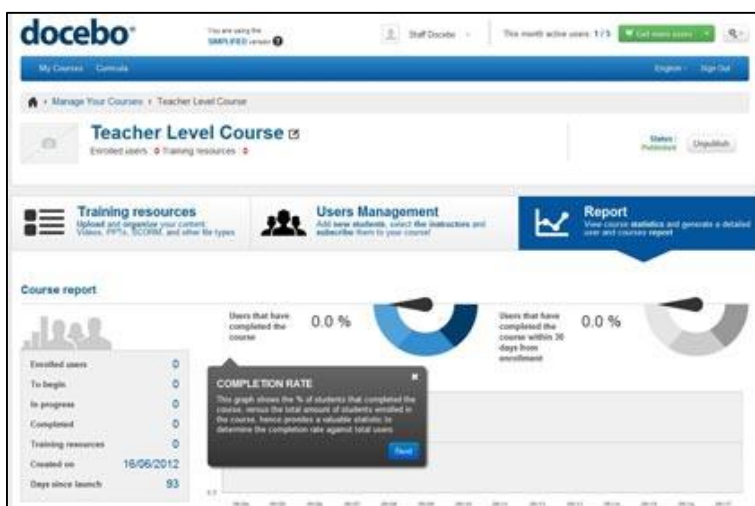 docebo
You are using the
SIMPLIFIED version ?
Staff Docebo
This month active users: 1 / 5
Get more users
My Courses Curricula
English Sign Out
Manage Your Courses Teacher Level Course
Teacher Level Course
Enrolled users : 0 Training resources : 0
Status :
Published
Unpublish
Training resources
Upload and organize your content:
Videos, PPTs, SCORM, and other file types
Users Management
Add new students, select the instructors and
subscribe them to your course!
Report
View course statistics and generate a detailed
user and courses report
Course report
Users that have
completed the
course
0.0 %
Users that have
completed the
course within 30
days from
enrollment
0.0 %
Enrolled users 0
To begin 0
In progress 0
Completed 0
Training resources 0
Created on 16/06/2012
Days since launch 93
COMPLETION RATE
This graph shows the % of students that completed the
course, versus the total amount of students enrolled in
the course, hence provides a valuable statistic to
determine the completion rate against total users
Next
0.0